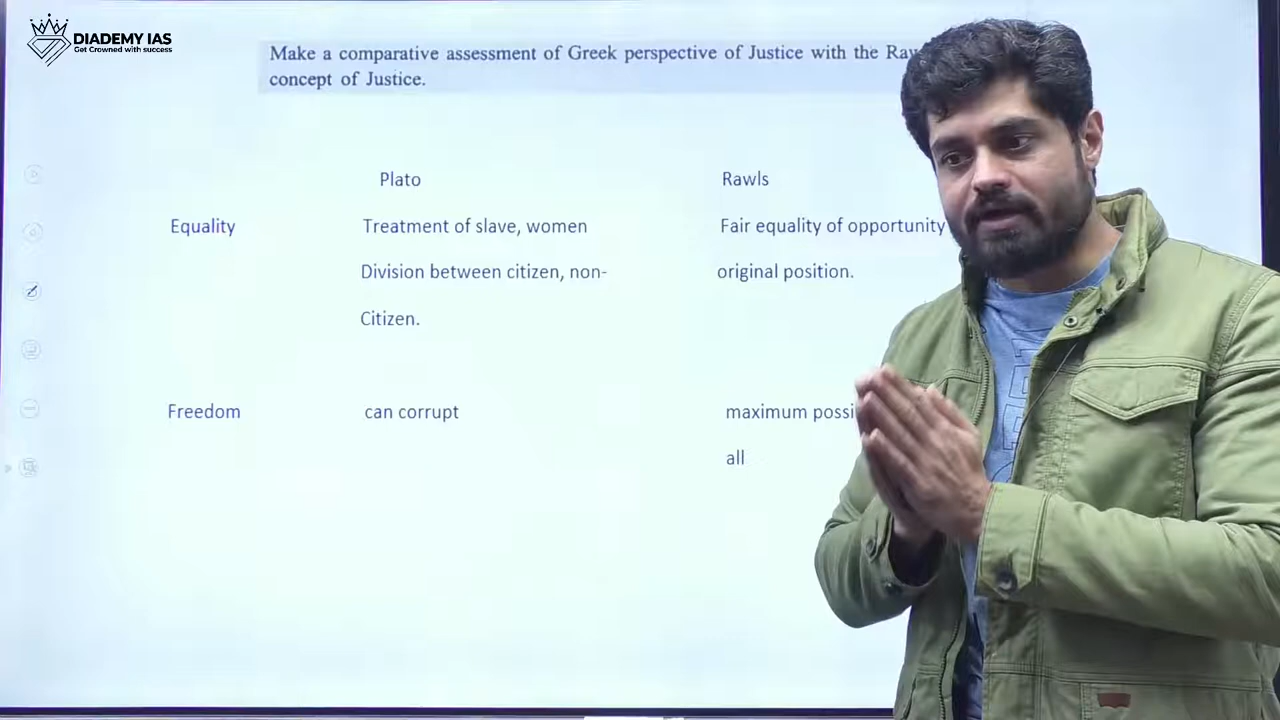 DIADEMY IAS
Get Crowned with success
Make a comparative assessment of Greek perspective of Justice with the
concept of Justice.
Plato Rawls
Equality Treatment of slave, women Fair equality of opportunity
Division between citizen, non- original position.
Citizen.
Freedom can corrupt maximum
all